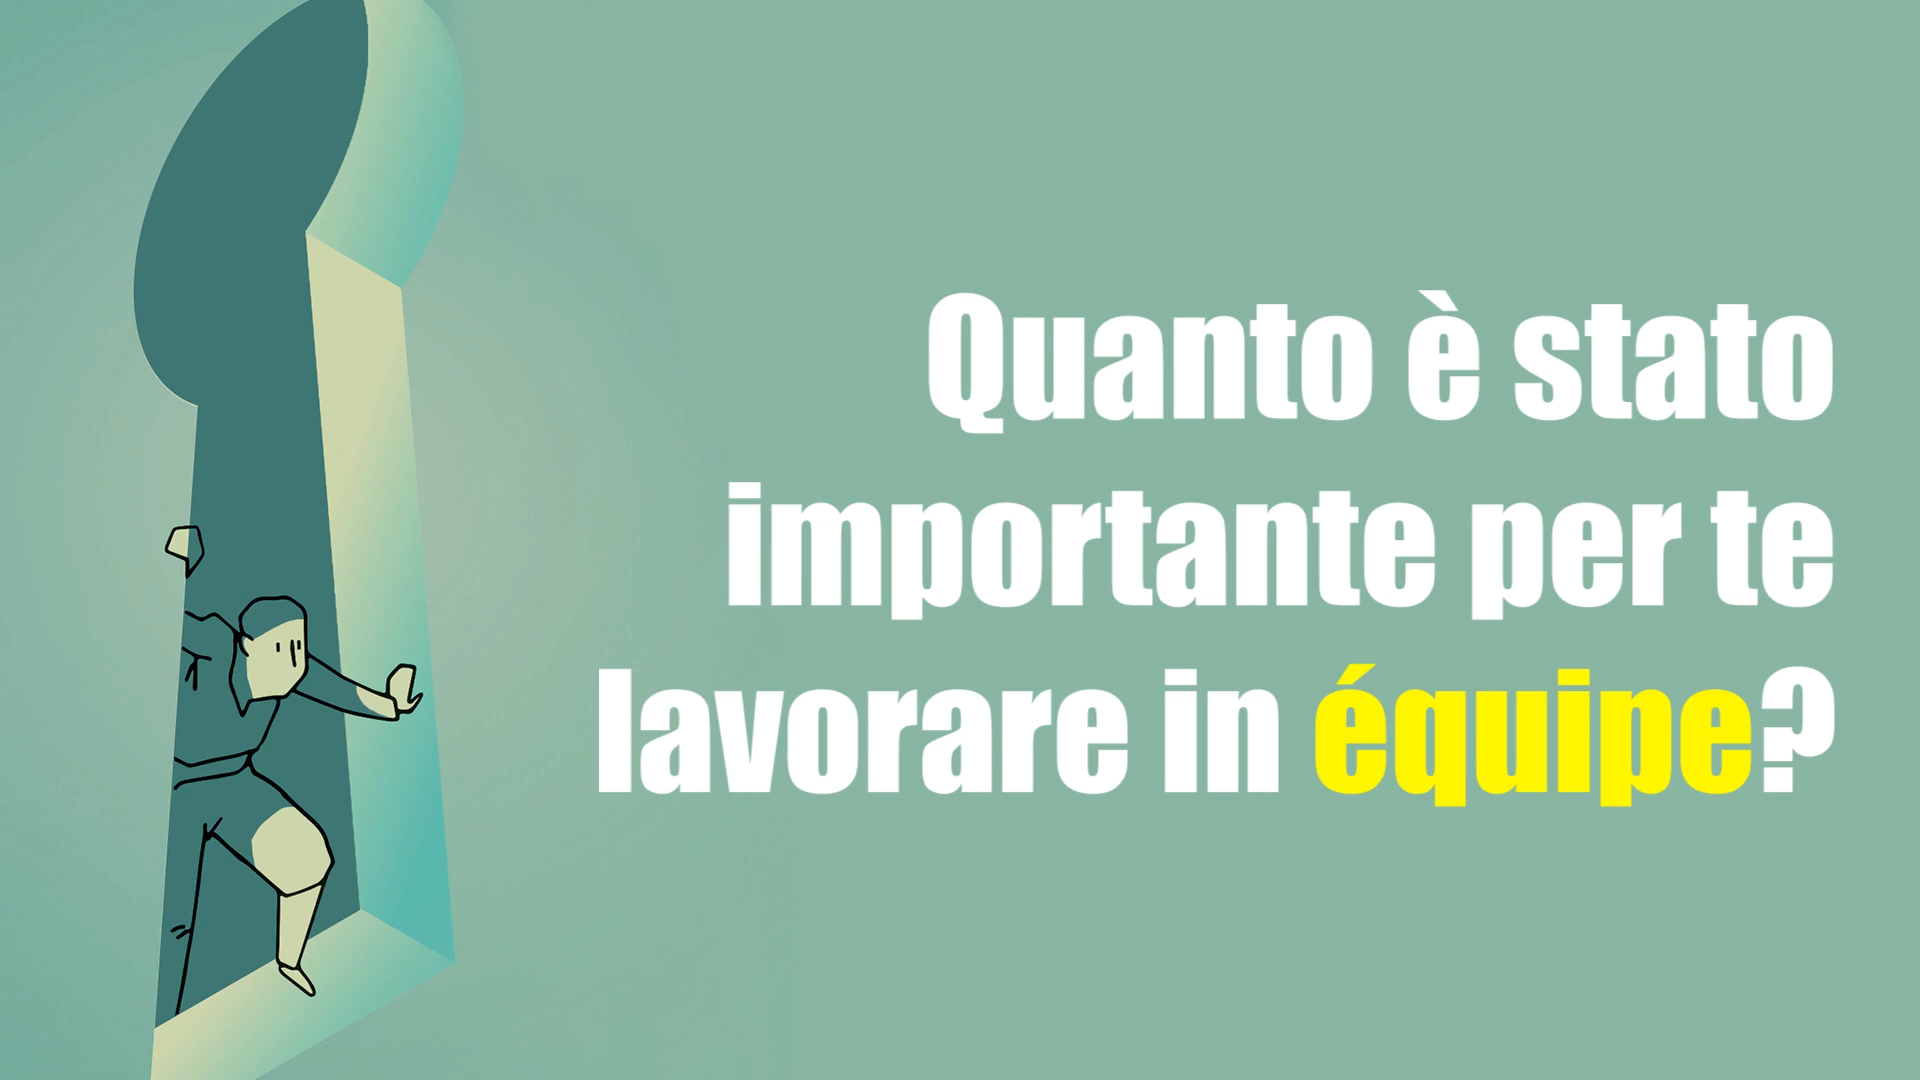 Quanto è stato
importante per te
lavorare in équipe?